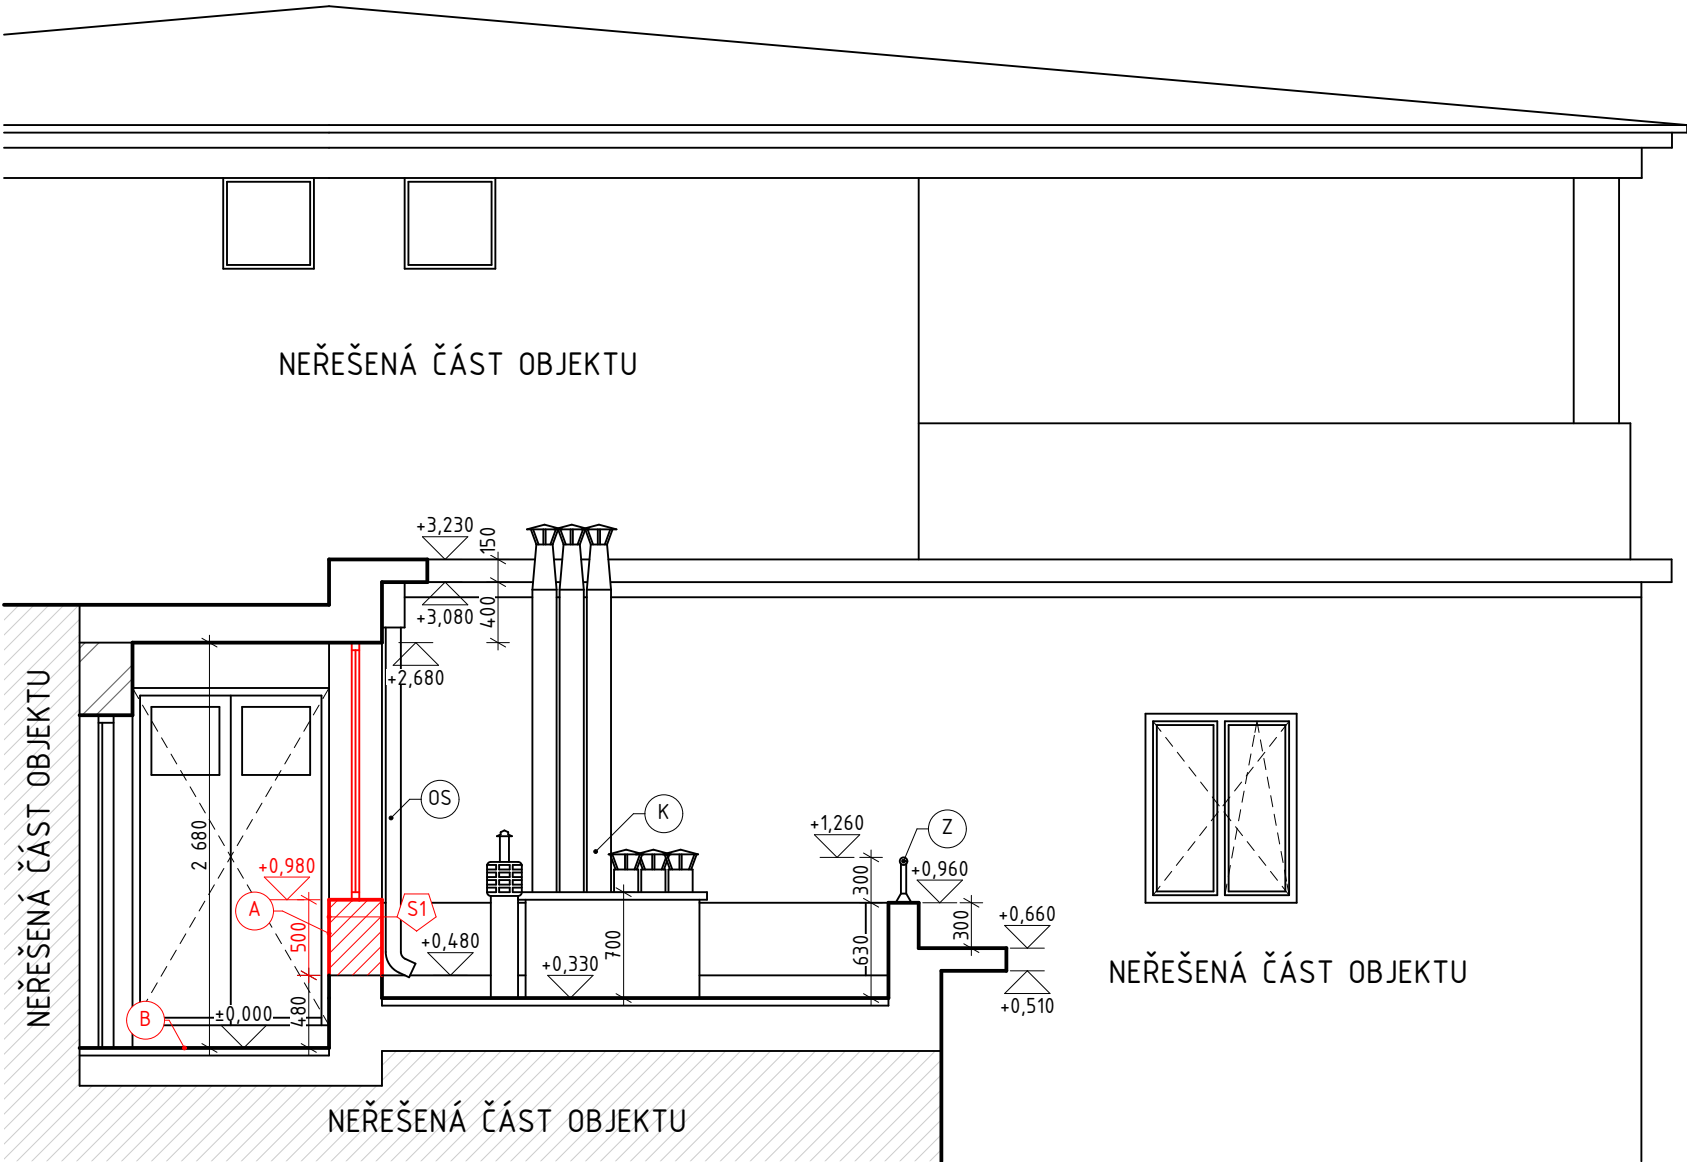 NEŘEŠENÁ ČÁST OBJEKTU
+3,230
150
+3,080
400
+2,680
NEŘEŠENÁ ČÁST OBJEKTU
2 680
OS
K
+1,260
Z
+0,980
300
+0,960
A
S1
500
+0,480
+0,330
700
630
300
+0,660
NEŘEŠENÁ ČÁST OBJEKTU
+0,510
B
±0,000
480
NEŘEŠENÁ ČÁST OBJEKTU